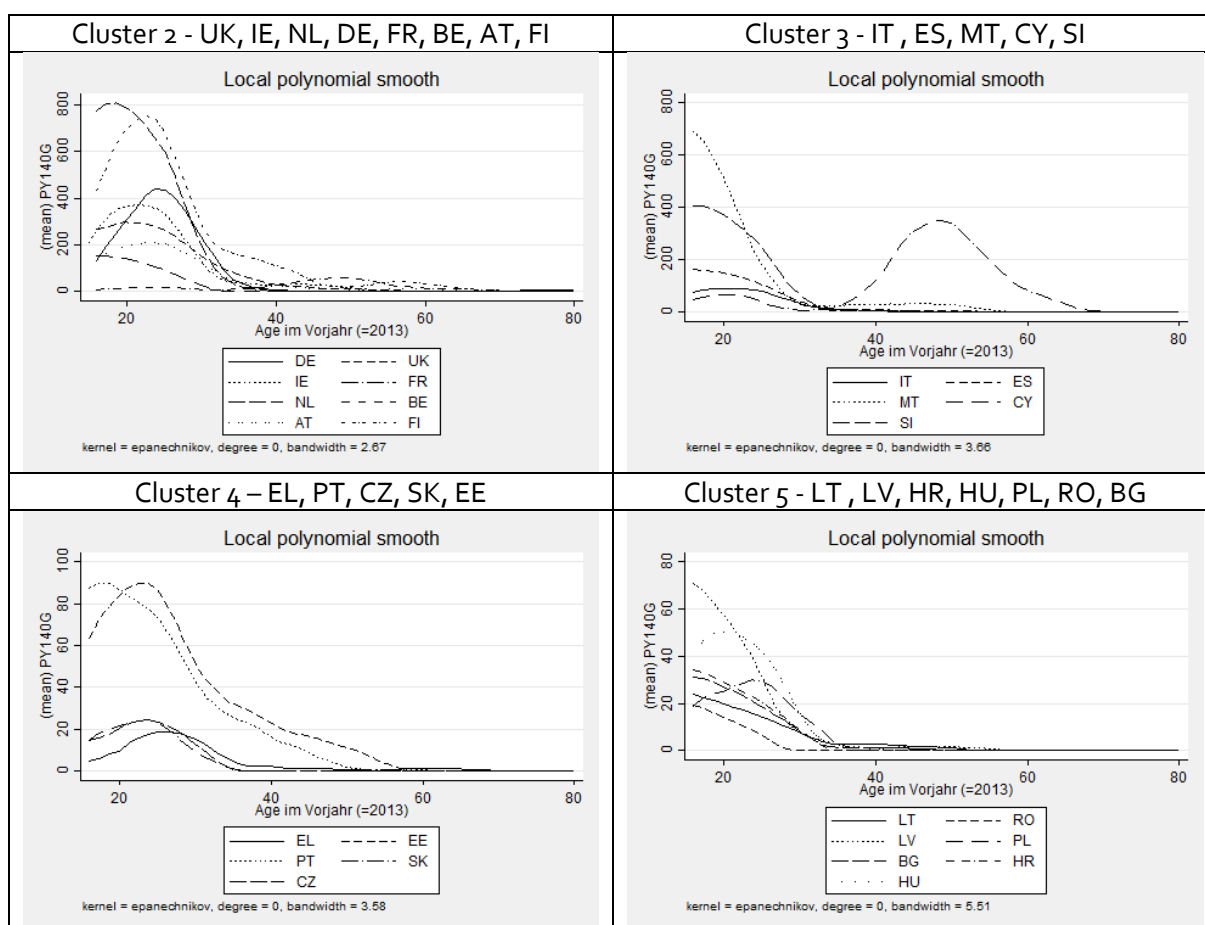 Cluster 2 - UK, IE, NL, DE, FR, BE, AT, FI
Local polynomial smooth
(mean) PY140G
800
600
400
200
0
20 40 60 80
Age im Vorjahr (=2013)
DE UK
IE FR
NL BE
AT FI
kernel = epanechnikov, degree = 0, bandwidth = 2.67
Cluster 3 - IT , ES, MT, CY, SI
Local polynomial smooth
(mean) PY140G
800
600
400
200
0
20 40 60 80
Age im Vorjahr (=2013)
IT ES
MT CY
SI
kernel = epanechnikov, degree = 0, bandwidth = 3.66
Cluster 4 – EL, PT, CZ, SK, EE
Local polynomial smooth
(mean) PY140G
100
80
60
40
20
0
20 40 60 80
Age im Vorjahr (=2013)
EL EE
PT SK
CZ
kernel = epanechnikov, degree = 0, bandwidth = 3.58
Cluster 5 - LT , LV, HR, HU, PL, RO, BG
Local polynomial smooth
(mean) PY140G
80
60
40
20
0
20 40 60 80
Age im Vorjahr (=2013)
LT RO
LV PL
BG HR
HU
kernel = epanechnikov, degree = 0, bandwidth = 5.51